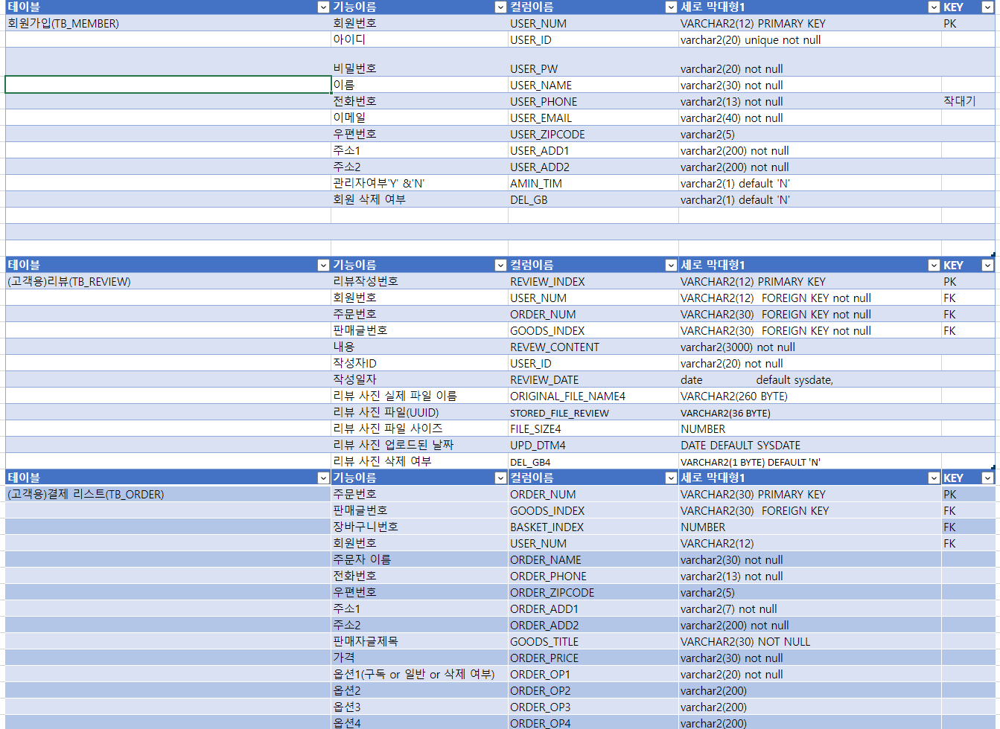 테이블 기능이름 컬럼이름 세로 막대형1 KEY
회원가입(TB_MEMBER) 회원번호 USER_NUM VARCHAR2(12) PRIMARY KEY PK
아이디 USER_ID varchar2(20) unique not null
비밀번호 USER_PW varchar2(20) not null
이름 USER_NAME varchar2(30) not null
전화번호 USER_PHONE varchar2(13) not null 작대기
이메일 USER_EMAIL varchar2(40) not null
우편번호 USER_ZIPCODE varchar2(5)
주소1 USER_ADD1 varchar2(200) not null
주소2 USER_ADD2 varchar2(200) not null
관리자여부'Y' &'N' AMIN_TIM varchar2(1) default 'N'
회원 삭제 여부 DEL_GB varchar2(1) default 'N'
테이블 기능이름 컬럼이름 세로 막대형1 KEY
(고객용)리뷰(TB_REVIEW) 리뷰작성번호 REVIEW_INDEX VARCHAR2(12) PRIMARY KEY PK
회원번호 USER_NUM VARCHAR2(12) FOREIGN KEY not null FK
주문번호 ORDER_NUM VARCHAR2(30) FOREIGN KEY not null FK
판매글번호 GOODS_INDEX VARCHAR2(30) FOREIGN KEY not null FK
내용 REVEW_CONTENT varchar2(3000) not null
작성자ID USER_ID varchar2(20) not null
작성일자 REVIEW_DATE date default sysdate,
리뷰 사진 실제 파일 이름 ORIGINAL_FILE_NAME4 VARCHAR2(260 BYTE)
리뷰 사진 파일(UUID) STORED_FILE_REVIEW VARCHAR2(36 BYTE)
리뷰 사진 파일 사이즈 FILE_SIZE4 NUMBER
리뷰 사진 업로드된 날짜 UPD_DTM4 DATE DEFAULT SYSDATE
리뷰 사진 삭제 여부 DEL_GB4 VARCHAR2(1 BYTE) DEFAULT 'N'
테이블 기능이름 컬럼이름 세로 막대형1 KEY
(고객용)결제 리스트(TB_ORDER) 주문번호 ORDER_NUM VARCHAR2(30) PRIMARY KEY PK
판매글번호 GOODS_INDEX VARCHAR2(30) FOREIGN KEY FK
장바구니번호 BASKET_INDEX NUMBER FK
회원번호 USER_NUM VARCHAR2(12) FK
주문자 이름 ORDER_NAME varchar2(30) not null
전화번호 ORDER_PHONE varchar2(13) not null
우편번호 ORDER_ZIPCODE varchar2(5)
주소1 ORDER_ADD1 varchar2(7) not null
주소2 ORDER_ADD2 varchar2(200) not null
판매자글제목 GOODS_TITLE VARCHAR2(30) NOT NULL
가격 ORDER_PRICE varchar2(30) not null
옵션1(구독 or 일반 or 삭제 여부) ORDER_OP1 varchar2(20) not null
옵션2 ORDER_OP2 varchar2(200)
옵션3 ORDER_OP3 varchar2(200)
옵션4 ORDER_OP4 varchar2(200)